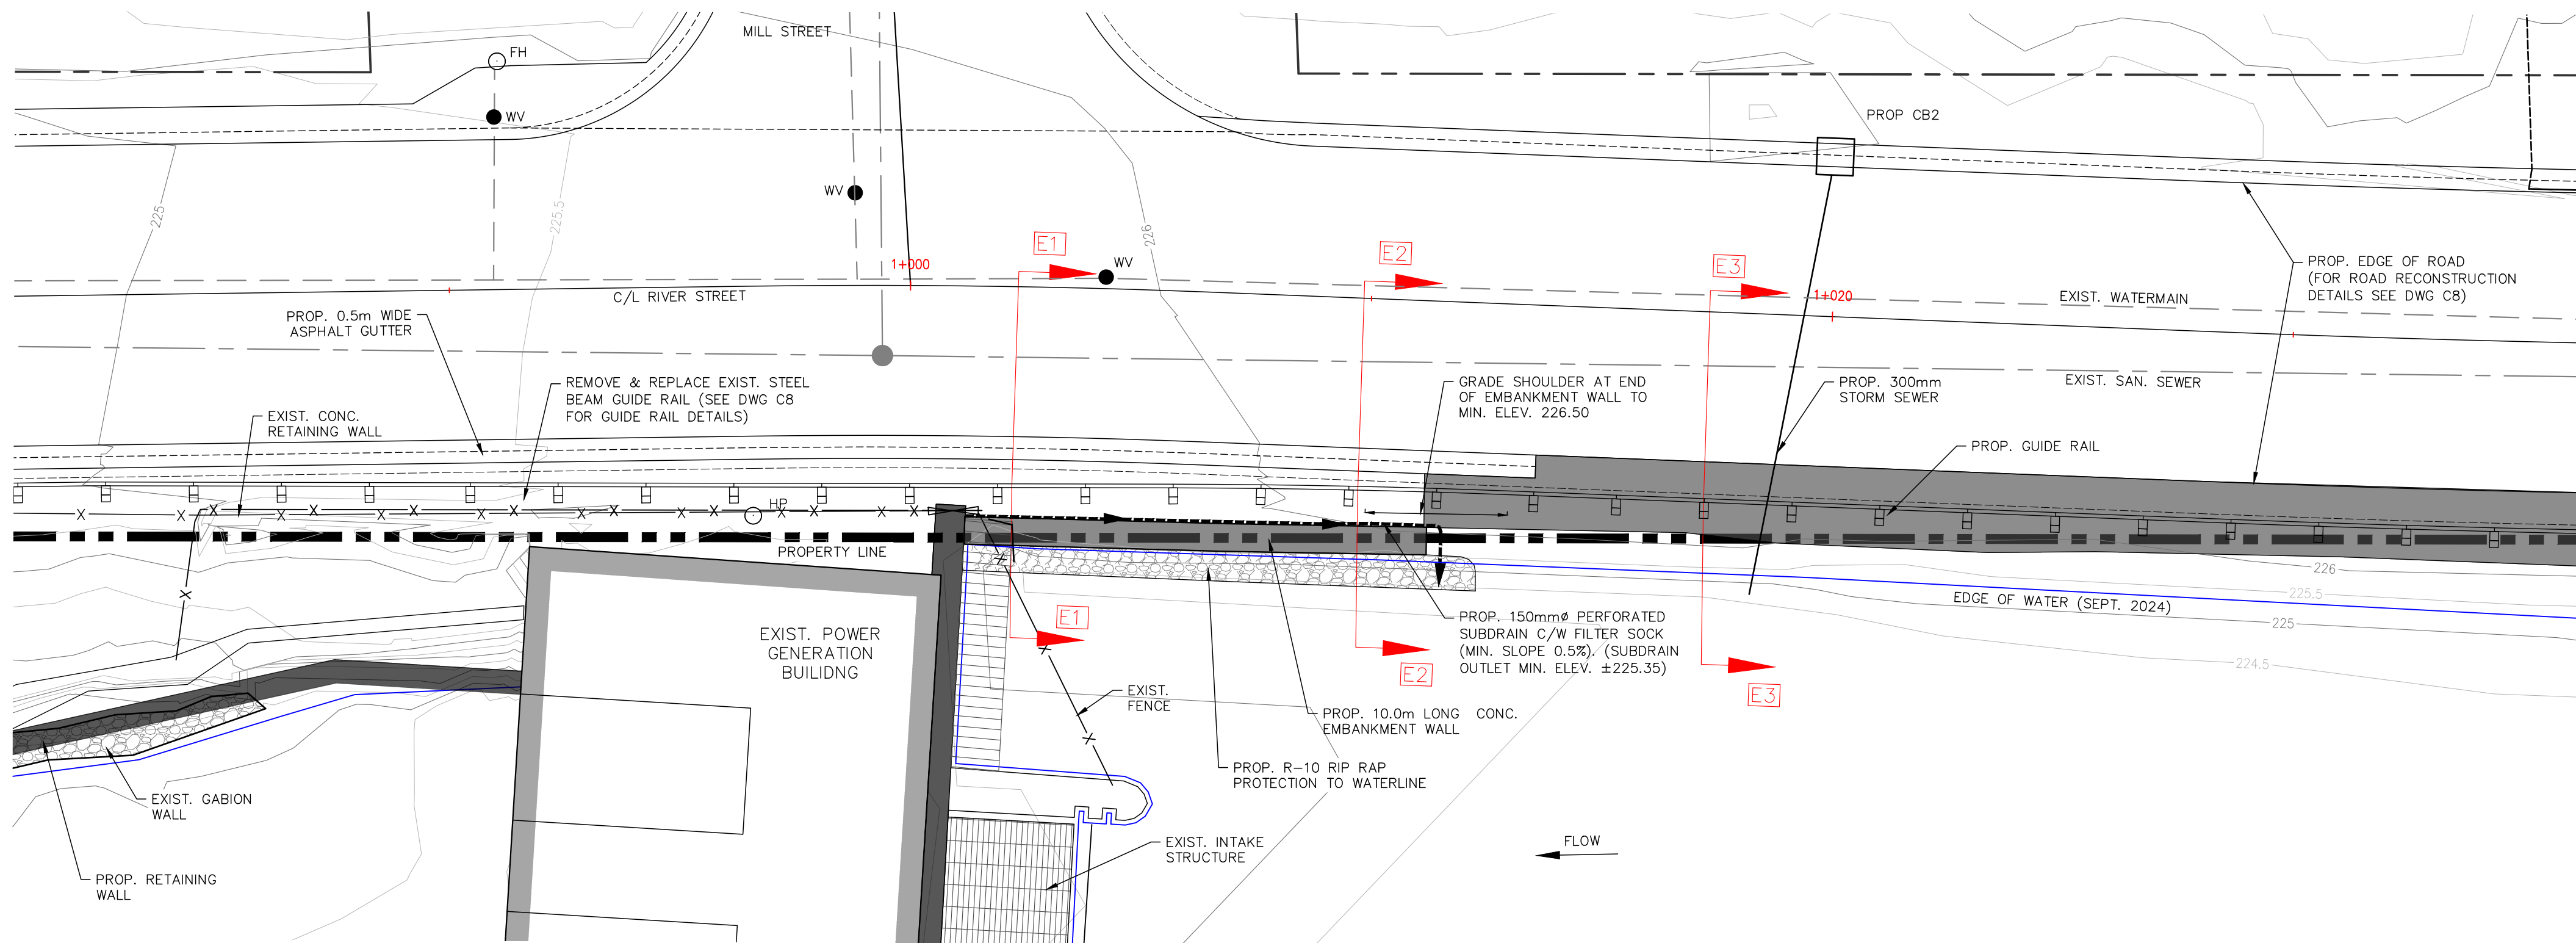 MILL STREET
FH
WV
PROP CB2
WV
225
225.5
226
E1
WV
E2
E3
1+000
1+020
C/L RIVER STREET
EXIST. WATERMAIN
PROP. EDGE OF ROAD
(FOR ROAD RECONSTRUCTION
DETAILS SEE DWG C8)
PROP. 0.5m WIDE
ASPHALT GUTTER
EXIST. SAN. SEWER
REMOVE & REPLACE EXIST. STEEL
BEAM GUIDE RAIL (SEE DWG C8
FOR GUIDE RAIL DETAILS)
GRADE SHOULDER AT END
OF EMBANKMENT WALL TO
MIN. ELEV. 226.50
PROP. 300mm
STORM SEWER
EXIST. CONC.
RETAINING WALL
PROP. GUIDE RAIL
HP
PROPERTY LINE
226
225.5
225
224.5
EDGE OF WATER (SEPT. 2024)
E1
PROP. 150mmø PERFORATED
SUBDRAIN C/W FILTER SOCK
(MIN. SLOPE 0.5%). (SUBDRAIN
OUTLET MIN. ELEV. ±225.35)
EXIST. POWER
GENERATION
BUILIDNG
E2
E3
EXIST.
FENCE
PROP. 10.0m LONG CONC.
EMBANKMENT WALL
PROP. R-10 RIP RAP
PROTECTION TO WATERLINE
EXIST. GABION
WALL
EXIST. INTAKE
STRUCTURE
FLOW
PROP. RETAINING
WALL